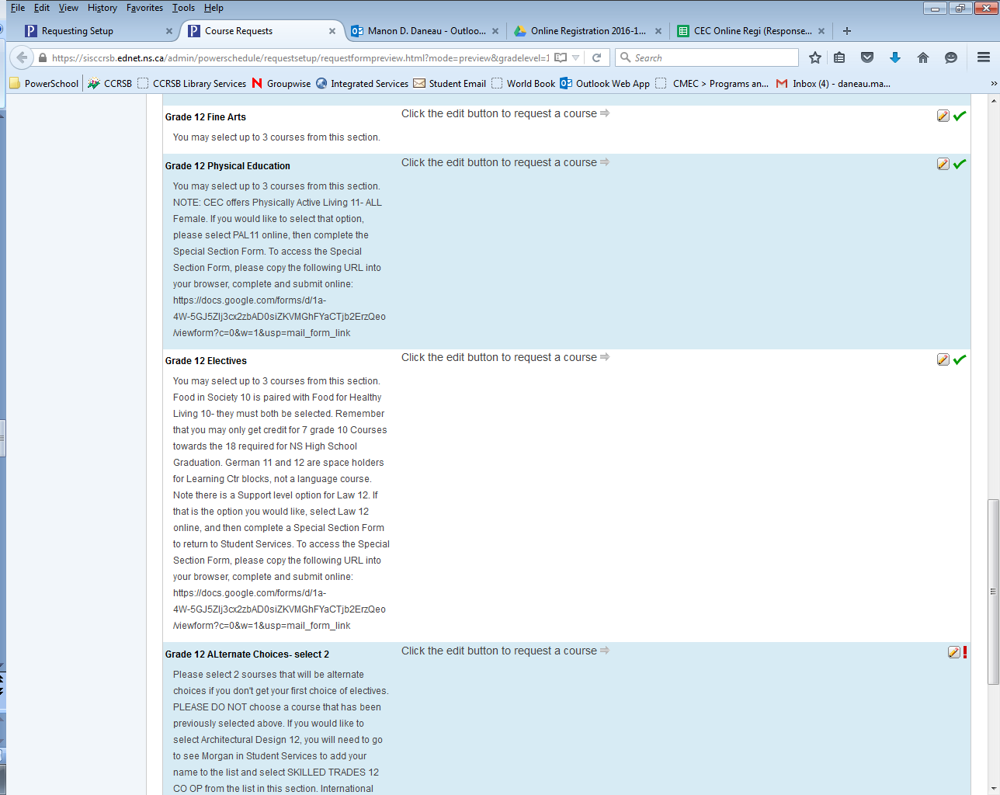 File Edit View History Favorites Tools Help
Requesting Setup
Course Requests
Manon D. Daneau - Outloo...
Online Registration 2016-1...
CEC Online Regi (Response...
https://sisccrsb.ednet.ns.ca/admin/powerschedule/requestsetup/requestformpreview.html?mode=preview&gradelevel=1
Search
PowerSchool CCRSB CCRSB Library Services Groupwise Integrated Services Student Email World Book Outlook Web App CMEC > Programs an... Inbox (4) - daneau.ma...
Grade 12 Fine Arts
Click the edit button to request a course
You may select up to 3 courses from this section.
Grade 12 Physical Education
Click the edit button to request a course
You may select up to 3 courses from this section.
NOTE: CEC offers Physically Active Living 11- ALL
Female. If you would like to select that option,
please select PAL11 online, then complete the
Special Section Form. To access the Special
Section Form, please copy the following URL into
your browser, complete and submit online:
https://docs.google.com/forms/d/1a-
4W-5GJ5ZIj3cx2zbAD0siZKVMGhFYaCTjb2ErzQeo
/viewform?c=0&w=1&usp=mail_form_link
Grade 12 Electives
Click the edit button to request a course
You may select up to 3 courses from this section.
Food in Society 10 is paired with Food for Healthy
Living 10- they must both be selected. Remember
that you may only get credit for 7 grade 10 Courses
towards the 18 required for NS High School
Graduation. German 11 and 12 are space holders
for Learning Ctr blocks, not a language course.
Note there is a Support level option for Law 12. If
that is the option you would like, select Law 12
online, and then complete a Special Section Form
to return to Student Services. To access the Special
Section Form, please copy the following URL into
your browser, complete and submit online:
https://docs.google.com/forms/d/1a-
4W-5GJ5ZIj3cx2zbAD0siZKVMGhFYaCTjb2ErzQeo
/viewform?c=0&w=1&usp=mail_form_link
Grade 12 ALternate Choices- select 2
Click the edit button to request a course
Please select 2 sourses that will be alternate
choices if you don't get your first choice of electives.
PLEASE DO NOT choose a course that has been
previously selected above. If you would like to
select Architectural Design 12, you will need to go
to see Morgan in Student Services to add your
name to the list and select SKILLED TRADES 12
CO OP from the list in this section. International